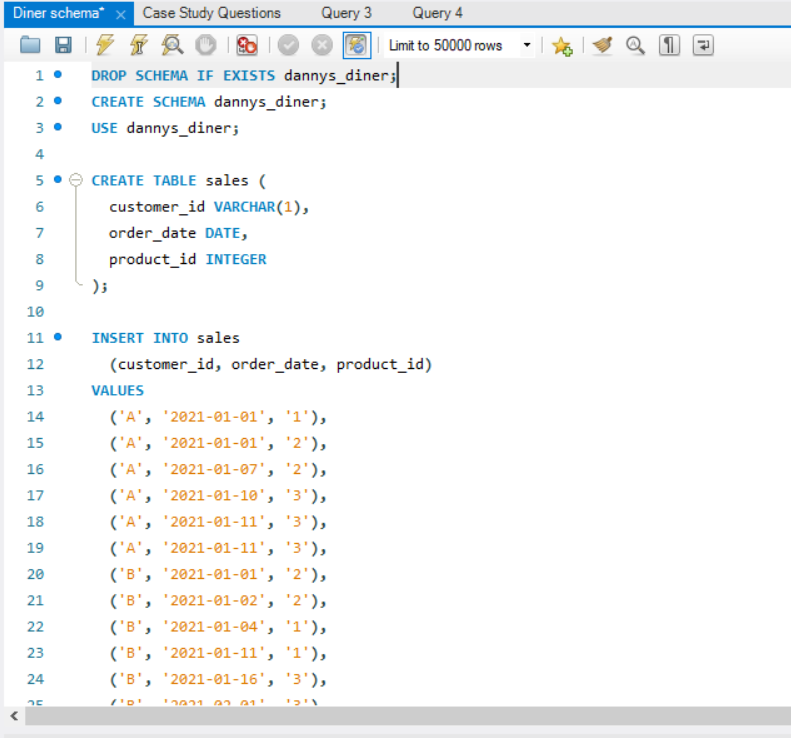 Diner schema* × Case Study Questions Query 3 Query 4
Limit to 50000 rows
1 DROP SCHEMA IF EXISTS dannys_diner;
2 CREATE SCHEMA dannys_diner;
3 USE dannys_diner;
4
5 CREATE TABLE sales (
6 customer_id VARCHAR(1),
7 order_date DATE,
8 product_id INTEGER
9 );
10
11 INSERT INTO sales
12 (customer_id, order_date, product_id)
13 VALUES
14 ('A', '2021-01-01', '1'),
15 ('A', '2021-01-01', '2'),
16 ('A', '2021-01-07', '2'),
17 ('A', '2021-01-10', '3'),
18 ('A', '2021-01-11', '3'),
19 ('A', '2021-01-11', '3'),
20 ('B', '2021-01-01', '2'),
21 ('B', '2021-01-02', '2'),
22 ('B', '2021-01-04', '1'),
23 ('B', '2021-01-11', '1'),
24 ('B', '2021-01-16', '3'),
25 ('B', '2021-02-01', '3')